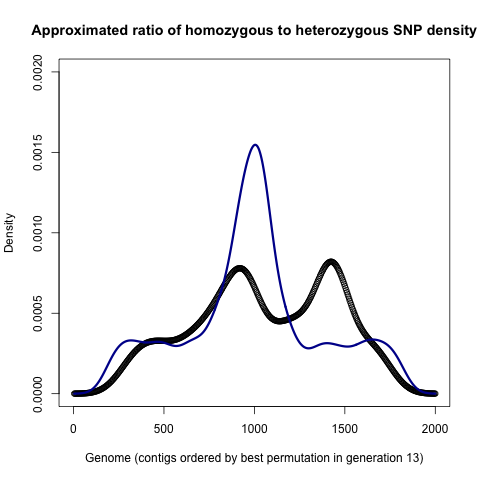 Approximated ratio of homozygous to heterozygous SNP density
0.0020
0.0015
0.0010
0.0005
0.0000
Density
0 500 1000 1500 2000
Genome (contigs ordered by best permutation in generation 13)